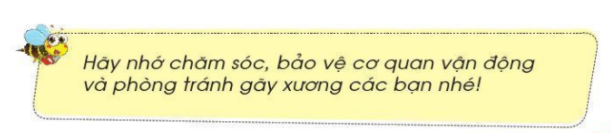 Hãy nhớ chăm sóc, bảo vệ cơ quan vận động
và phòng tránh gãy xương các bạn nhé!